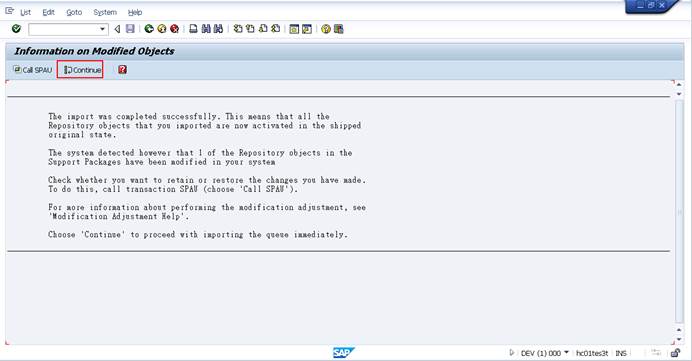 List Edit Goto System Help
Information on Modified Objects
Call SPAU Continue
The import was completed successfully. This means that all the
Repository objects that you imported are now activated in the shipped
original state.
The system detected however that 1 of the Repository objects in the
Support Packages have been modified in your system
Check whether you want to retain or restore the changes you have made.
To do this, call transaction SPAU (choose 'Call SPAU').
For more information about performing the modification adjustment, see
'Modification Adjustment Help'.
Choose 'Continue' to proceed with importing the queue immediately.
SAP DEV (1) 000 hc01tes3t INS